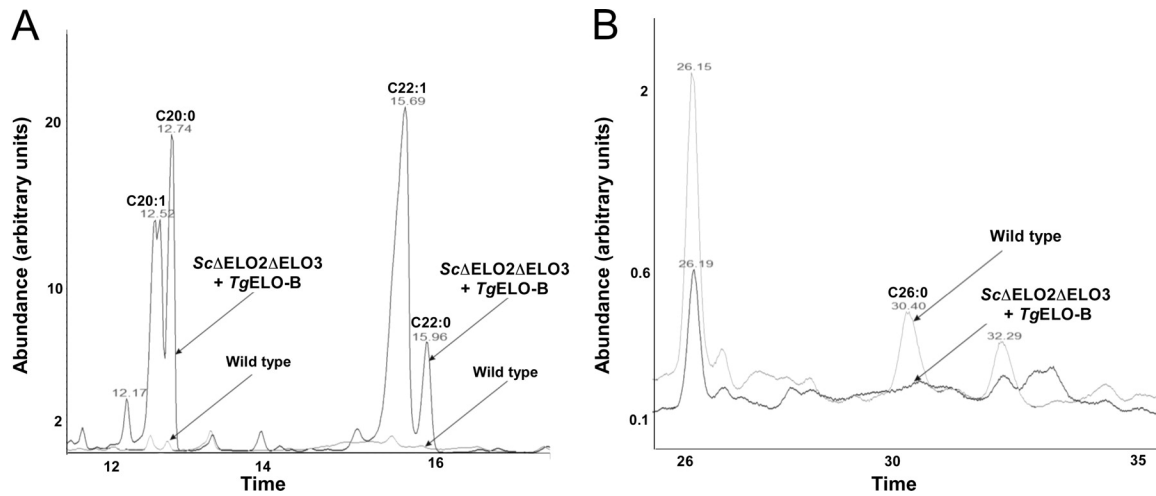 A
C22:1
15.69
C20:0
12.74
20
C20:1
12.52
ScΔELO2ΔELO3
+ TgELO-B
ScΔELO2ΔELO3
+ TgELO-B
10
C22:0
15.96
Wild type
Wild type
12.17
2
Abundance (arbitrary units)
12
14
16
Time
B
26.15
2
Wild type
0.6
26.19
C26:0
30.40
ScΔELO2ΔELO3
+ TgELO-B
32.29
0.1
Abundance (arbitrary units)
26
30
35
Time